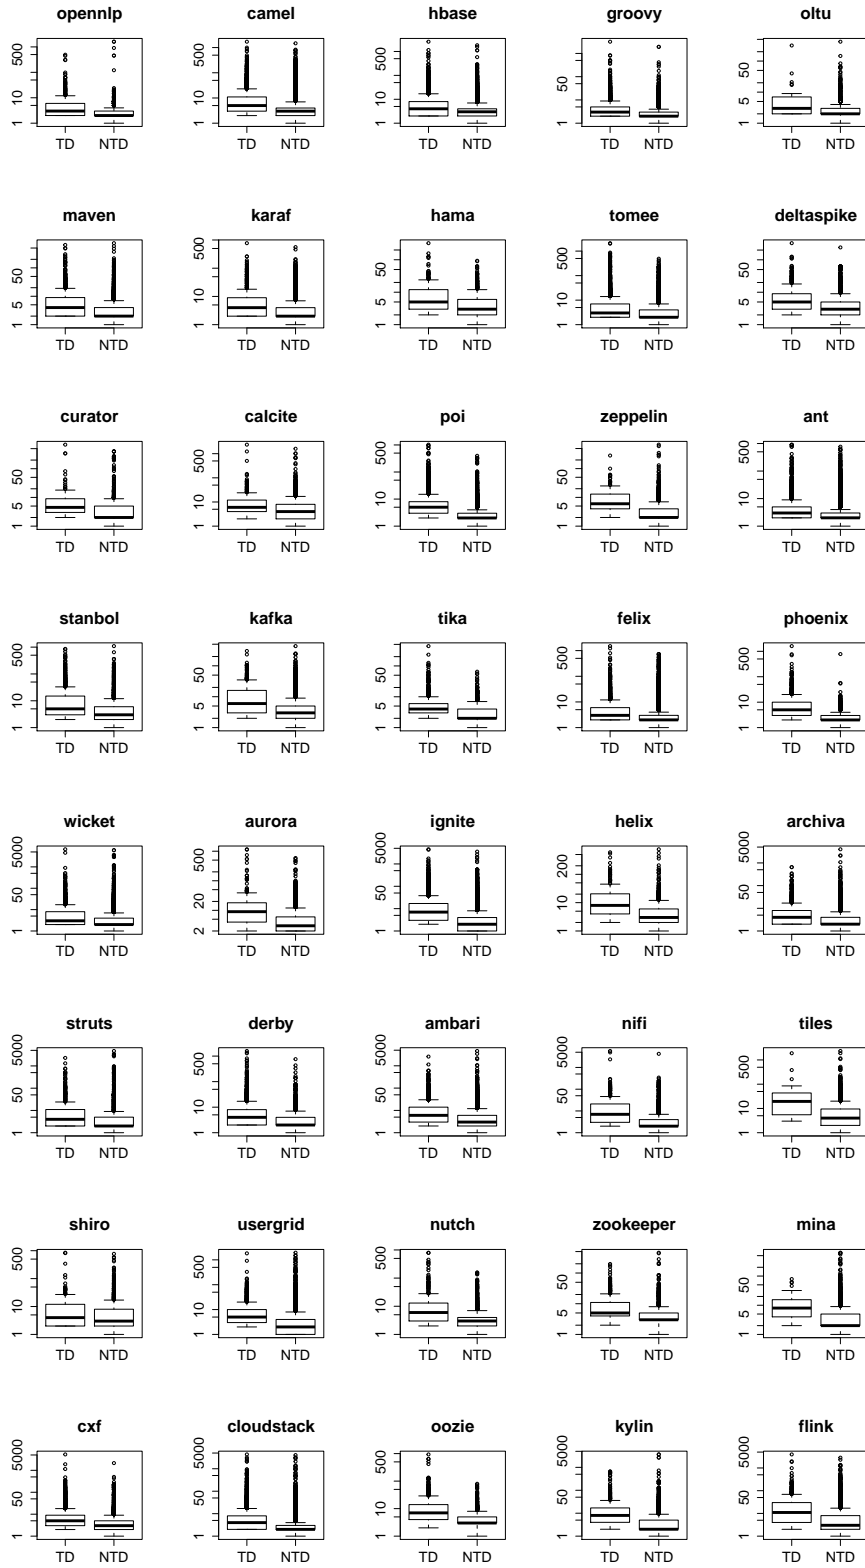 opennlp camel hbase groovy oltu
1 10 500 1 10 500 1 10 500 1 50 1 5 50
TD NTD TD NTD TD NTD TD NTD TD NTD
maven karaf hama tomee deltaspike
1 5 50 1 10 500 1 5 50 1 10 500 1 5 50
TD NTD TD NTD TD NTD TD NTD TD NTD
curator calcite poi zeppelin ant
1 5 50 1 10 500 1 10 500 1 5 50 1 10 500
TD NTD TD NTD TD NTD TD NTD TD NTD
stanbol kafka tika felix phoenix
1 10 500 1 5 50 1 5 50 1 10 500 1 10 500
TD NTD TD NTD TD NTD TD NTD TD NTD
wicket aurora ignite helix archiva
1 50 5000 2 20 500 1 50 5000 1 10 200 1 50 5000
TD NTD TD NTD TD NTD TD NTD TD NTD
struts derby ambari nifi tiles
1 50 5000 1 10 500 1 50 5000 1 50 5000 1 10 500
TD NTD TD NTD TD NTD TD NTD TD NTD
shiro usergrid nutch zookeeper mina
1 10 500 1 10 500 1 10 500 1 5 50 1 5 50
TD NTD TD NTD TD NTD TD NTD TD NTD
cxf cloudstack oozie kylin flink
1 50 5000 1 50 5000 1 10 500 1 50 5000 1 50 5000
TD NTD TD NTD TD NTD TD NTD TD NTD